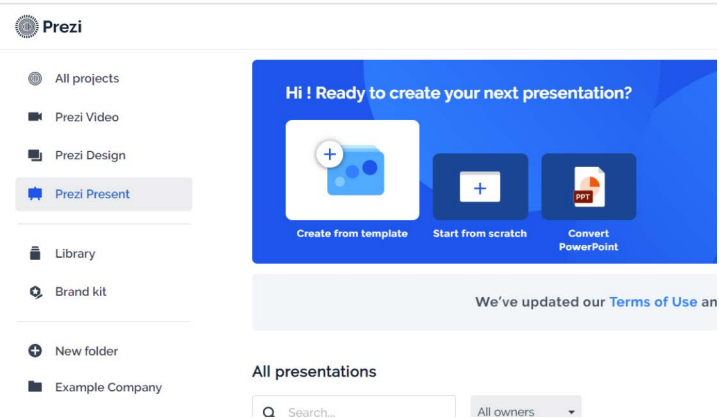 Prezi
All projects
Prezi Video
Prezi Design
Prezi Present
Library
Brand kit
New folder
Example Company
Hi ! Ready to create your next presentation?
Create from template
Start from scratch
PPT
Convert
PowerPoint
We've updated our Terms of Use an
All presentations
Search...
All owners